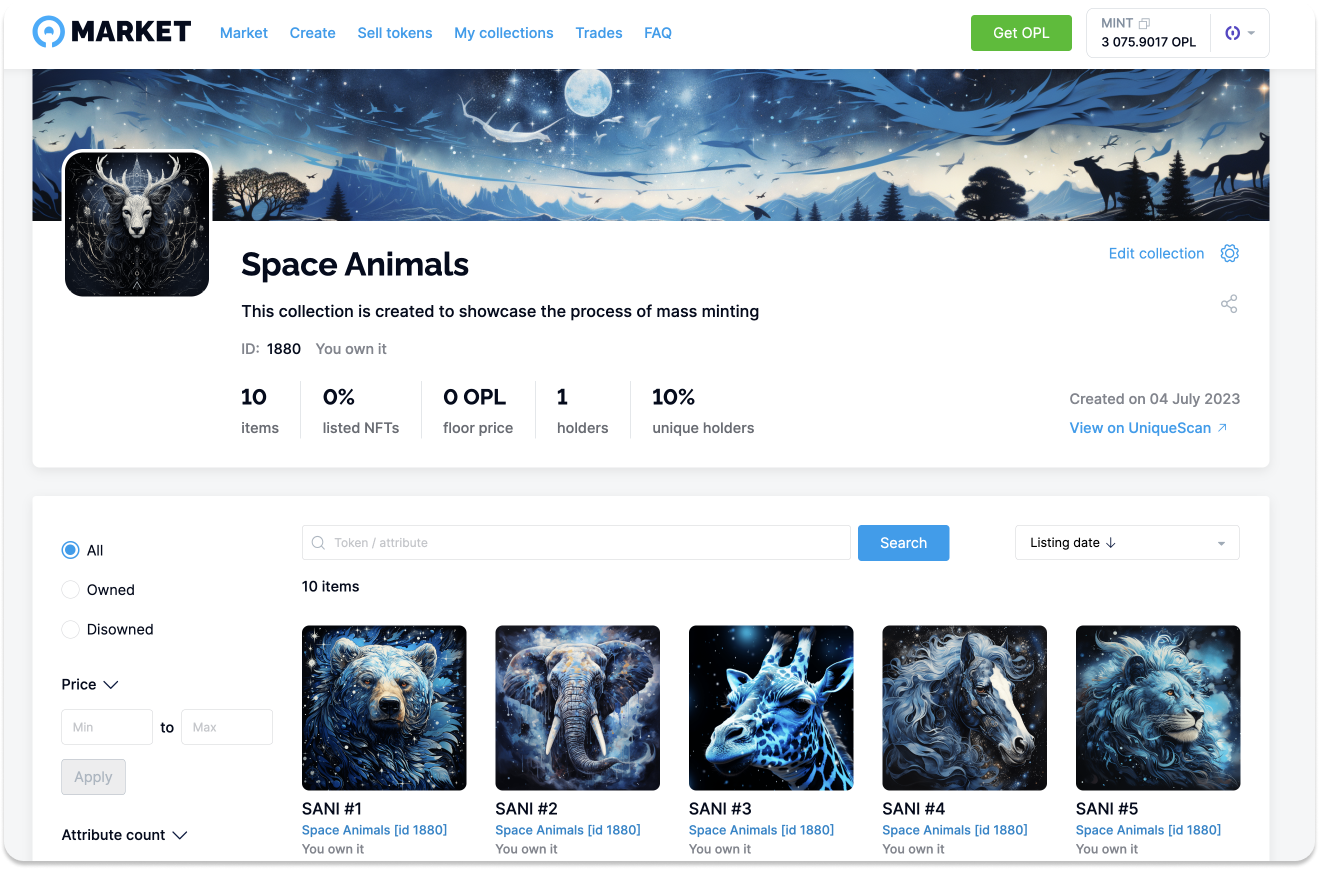 MARKET Market Create Sell tokens My collections Trades FAQ Get OPL
MINT
3 075.9017 OPL
Space Animals
Edit collection
This collection is created to showcase the process of mass minting
ID: 1880 You own it
10 0% 0 OPL 1 10%
items listed NFTs floor price holders unique holders
Created on 04 July 2023
View on UniqueScan
All
Owned
Disowned
Price
Min to Max
Apply
Attribute count
Token / attribute Search Listing date ↓
10 items
SANI #1 SANI #2 SANI #3 SANI #4 SANI #5
Space Animals [id 1880] Space Animals [id 1880] Space Animals [id 1880] Space Animals [id 1880] Space Animals [id 1880]
You own it You own it You own it You own it You own it